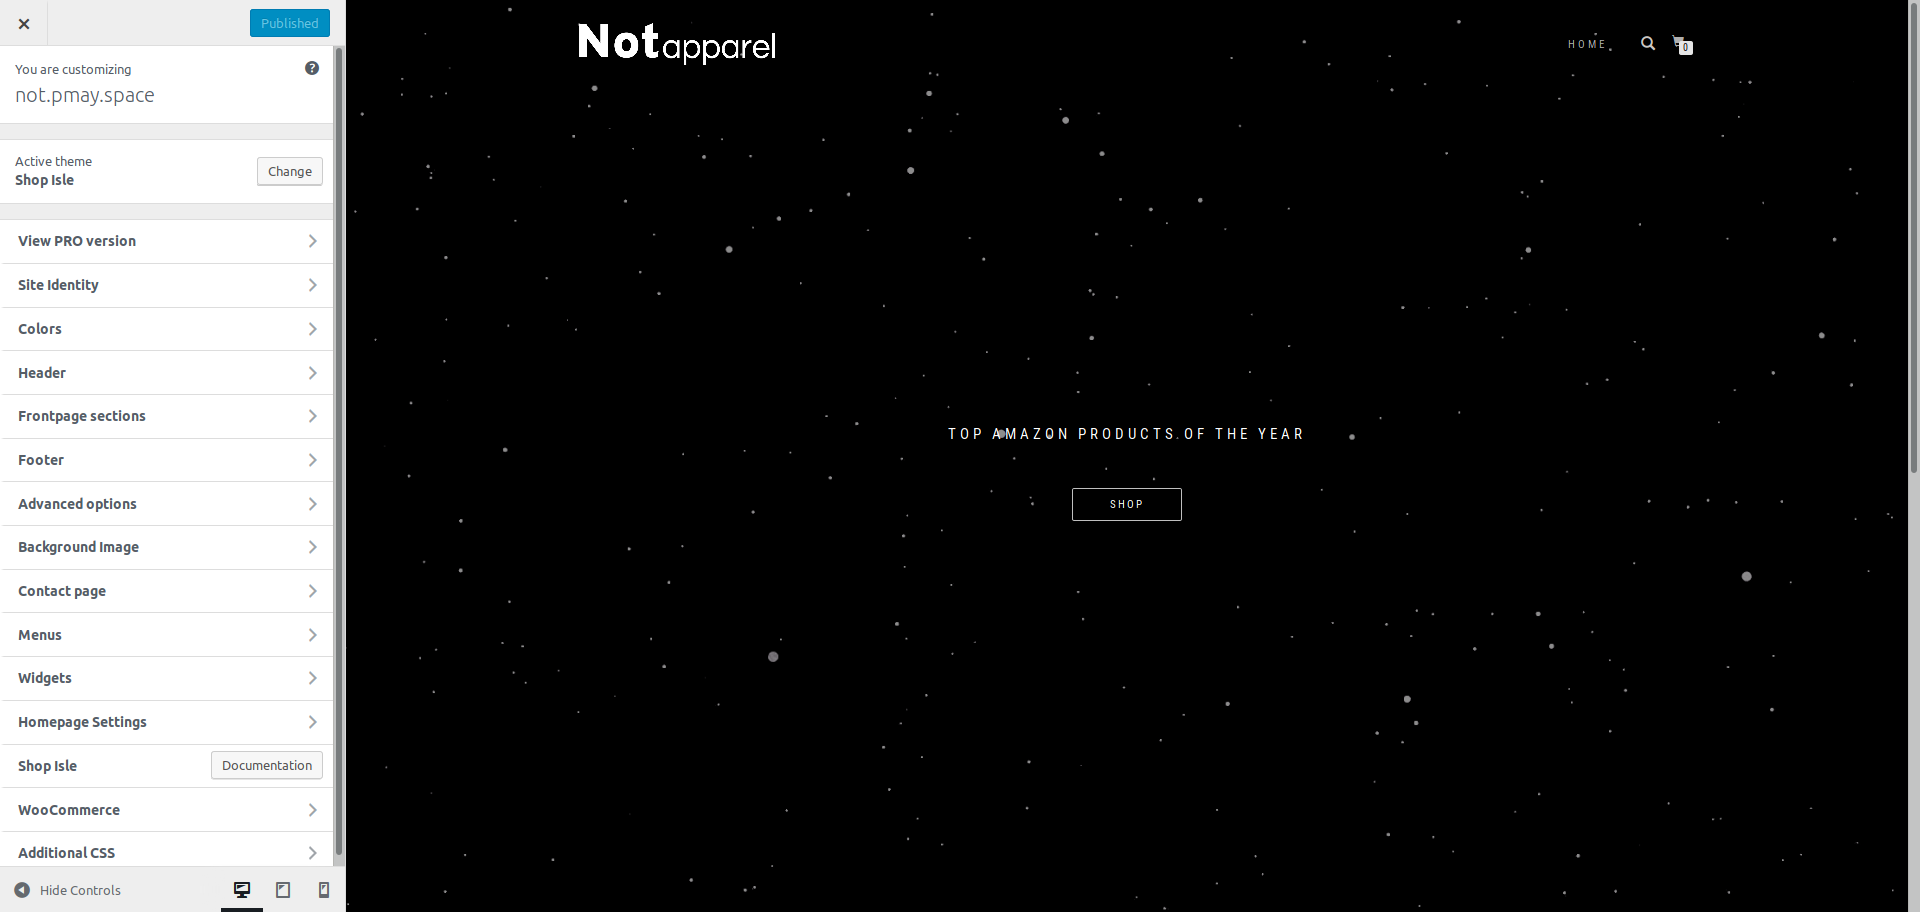 Published
You are customizing
not.pmay.space
Active theme
Shop Isle
Change
View PRO version
Site Identity
Colors
Header
Frontpage sections
Footer
Advanced options
Background Image
Contact page
Menus
Widgets
Homepage Settings
Shop Isle
Documentation
WooCommerce
Additional CSS
Hide Controls
Not apparel
HOME
0
TOP AMAZON PRODUCTS OF THE YEAR
SHOP